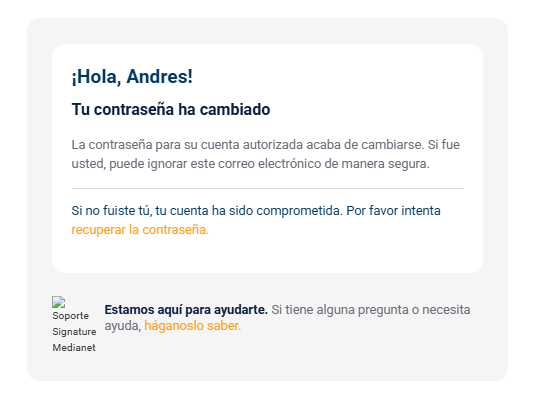 ¡Hola, Andres!
Tu contraseña ha cambiado
La contraseña para su cuenta autorizada acaba de cambiarse. Si fue
usted, puede ignorar este correo electrónico de manera segura.
Si no fuiste tú, tu cuenta ha sido comprometida. Por favor intenta
recuperar la contraseña.
Soporte
Signature
Medianet
Estamos aquí para ayudarte. Si tiene alguna pregunta o necesita
ayuda, háganoslo saber.